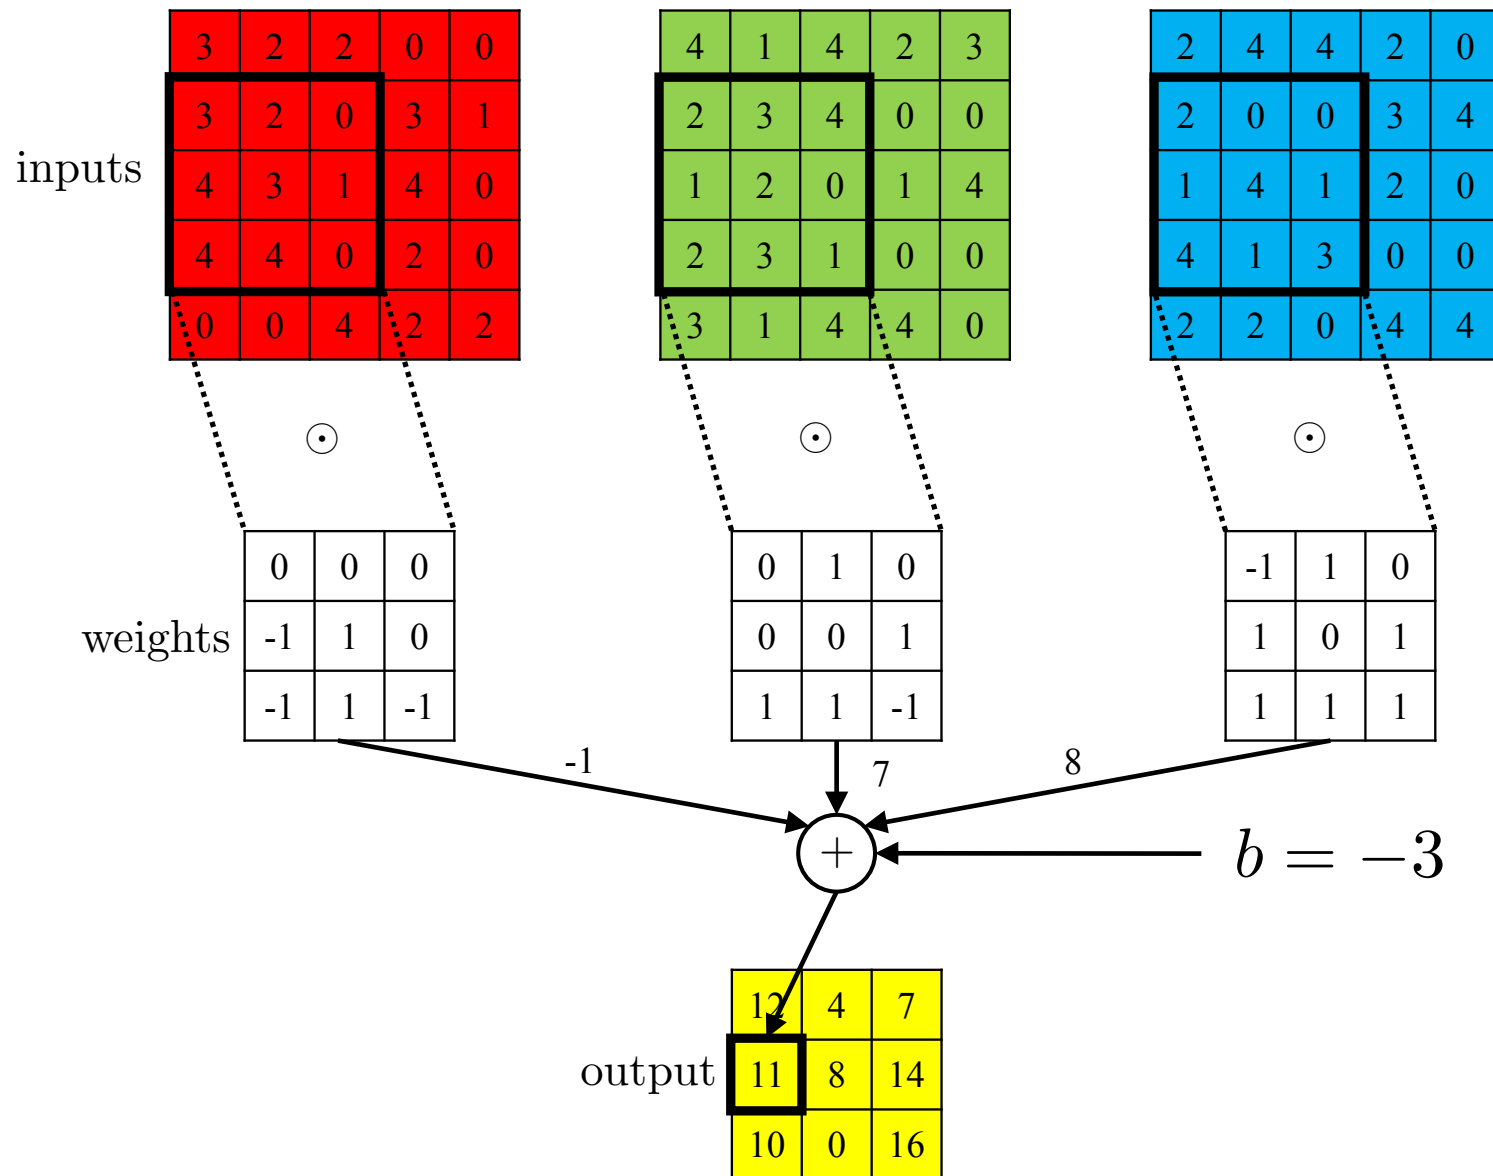 3 2 2 0 0 4 1 4 2 3 2 4 4 2 0
3 2 0 3 1 2 3 4 0 0 2 0 0 3 4
inputs 4 3 1 4 0 1 2 0 1 4 1 4 1 2 0
4 4 0 2 0 2 3 1 0 0 4 1 3 0 0
0 0 4 2 2 3 1 4 4 0 2 2 0 4 4
⊙ ⊙ ⊙
0 0 0 0 1 0 -1 1 0
weights -1 1 0 0 0 1 1 0 1
-1 1 -1 1 1 -1 1 1 1
-1 7 8
+ b = −3
12 4 7
output 11 8 14
10 0 16